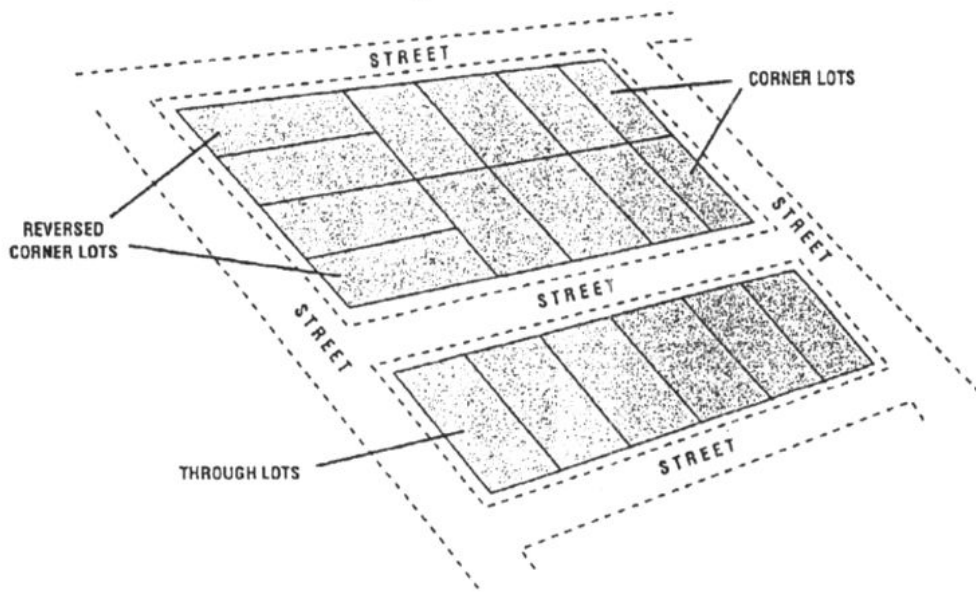 STREET
CORNER LOTS
REVERSED
CORNER LOTS
STREET
STREET
STREET
THROUGH LOTS
STREET